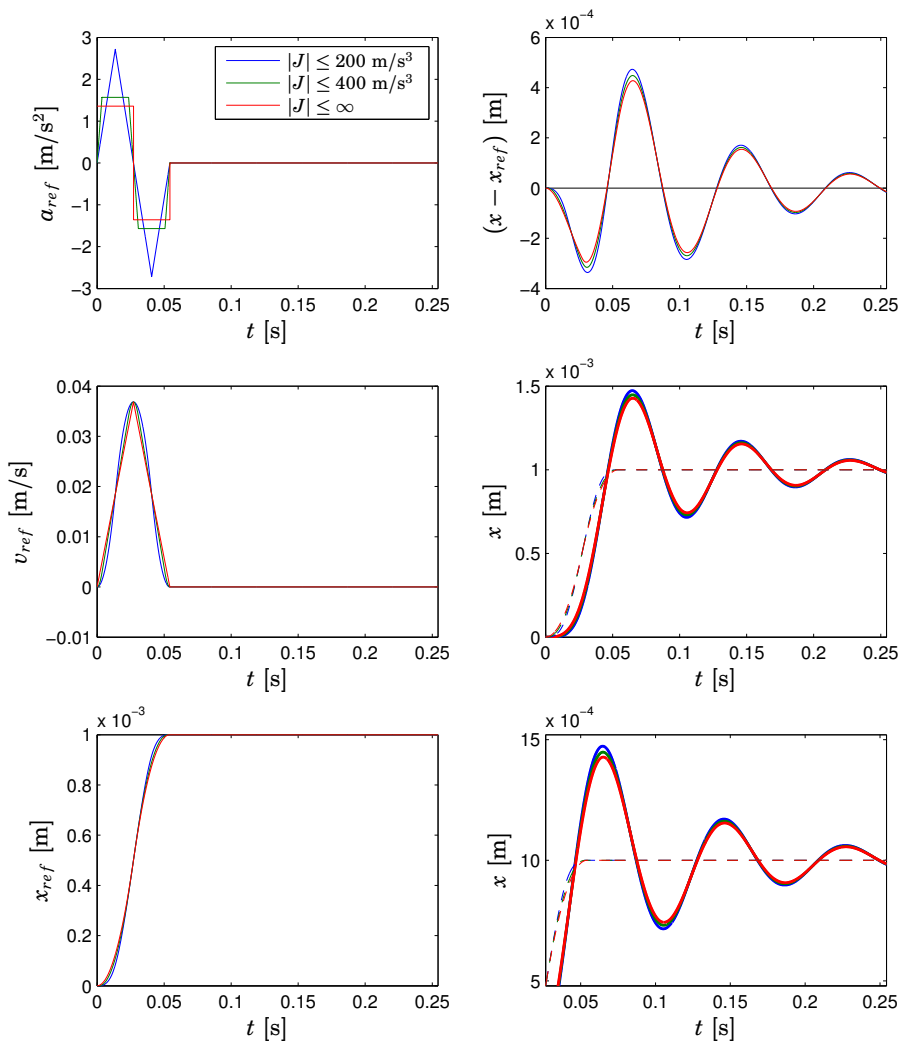 3
2
1
0
−1
−2
−3
a_ref [m/s²]
|J| ≤ 200 m/s³
|J| ≤ 400 m/s³
|J| ≤ ∞
0 0.05 0.1 0.15 0.2 0.25
t [s]
x 10⁻⁴
6
4
2
0
−2
−4
(x − x_ref) [m]
0 0.05 0.1 0.15 0.2 0.25
t [s]
0.04
0.03
0.02
0.01
0
−0.01
v_ref [m/s]
0 0.05 0.1 0.15 0.2 0.25
t [s]
x 10⁻³
1.5
1
0.5
0
x [m]
0 0.05 0.1 0.15 0.2 0.25
t [s]
x 10⁻³
1
0.8
0.6
0.4
0.2
0
x_ref [m]
0 0.05 0.1 0.15 0.2 0.25
t [s]
x 10⁻⁴
15
10
5
x [m]
0.05 0.1 0.15 0.2 0.25
t [s]